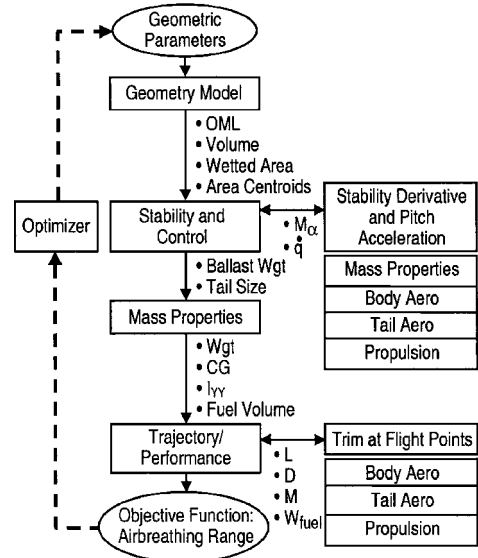 Geometric
Parameters
Geometry Model
• OML
• Volume
• Wetted Area
• Area Centroids
Optimizer
Stability and
Control
• Mα
• q̇
Stability Derivative
and Pitch
Acceleration
Mass Properties
Body Aero
Tail Aero
Propulsion
• Ballast Wgt
• Tail Size
Mass Properties
• Wgt
• CG
• IYY
• Fuel Volume
Trajectory/
Performance
• L
• D
• M
• Wfuel
Trim at Flight Points
Body Aero
Tail Aero
Propulsion
Objective Function:
Airbreathing Range